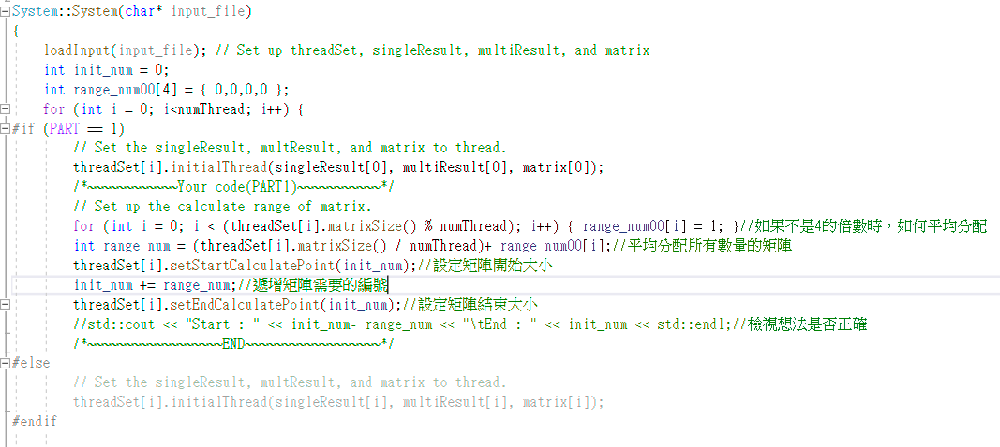 System::System(char* input_file)
{
loadInput(input_file); // Set up threadSet, singleResult, multiResult, and matrix
int init_num = 0;
int range_num00[4] = { 0,0,0,0 };
for (int i = 0; i<numThread; i++) {
#if (PART == 1)
// Set the singleResult, multResult, and matrix to thread.
threadSet[i].initialThread(singleResult[0], multiResult[0], matrix[0]);
/*~~~~~~~~~~~~Your code(PART1)~~~~~~~~~~~*/
// Set up the calculate range of matrix.
for (int i = 0; i < (threadSet[i].matrixSize() % numThread); i++) { range_num00[i] = 1; }//如果不是4的倍數時，如何平均分配
int range_num = (threadSet[i].matrixSize() / numThread)+ range_num00[i];//平均分配所有數量的矩陣
threadSet[i].setStartCalculatePoint(init_num);//設定矩陣開始大小
init_num += range_num;//遞增矩陣需要的編號
threadSet[i].setEndCalculatePoint(init_num);//設定矩陣結束大小
//std::cout << "Start : " << init_num- range_num << "\tEnd : " << init_num << std::endl;//檢視想法是否正確
/*~~~~~~~~~~~~~~~~~~END~~~~~~~~~~~~~~~~~~*/
#else
// Set the singleResult, multResult, and matrix to thread.
threadSet[i].initialThread(singleResult[i], multiResult[i], matrix[i]);
#endif